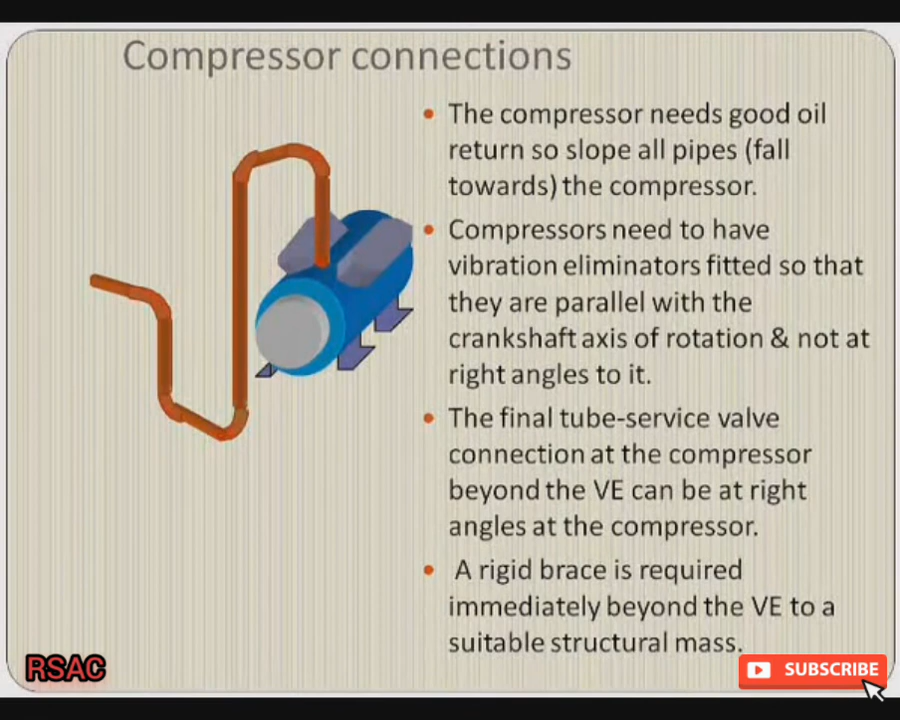 Compressor connections
• The compressor needs good oil
return so slope all pipes (fall
towards) the compressor.
• Compressors need to have
vibration eliminators fitted so that
they are parallel with the
crankshaft axis of rotation & not at
right angles to it.
• The final tube-service valve
connection at the compressor
beyond the VE can be at right
angles at the compressor.
• A rigid brace is required
immediately beyond the VE to a
suitable structural mass.
RSAC
SUBSCRIBE